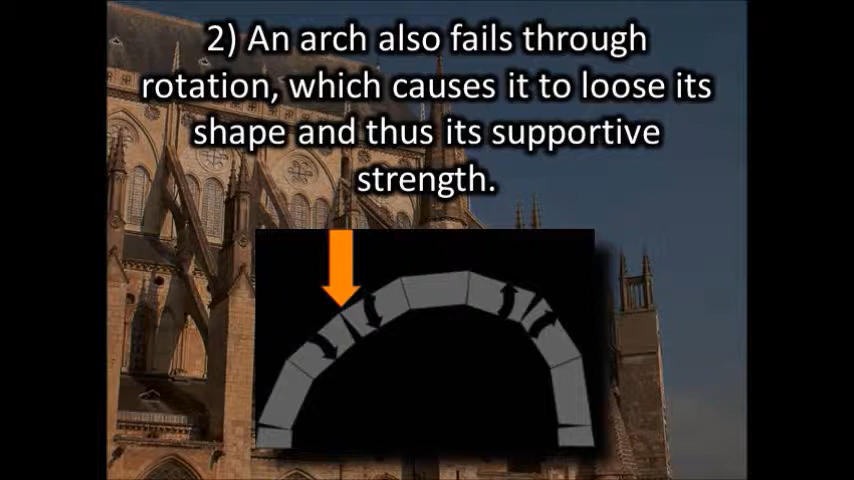 2) An arch also fails through
rotation, which causes it to loose its
shape and thus its supportive
strength.